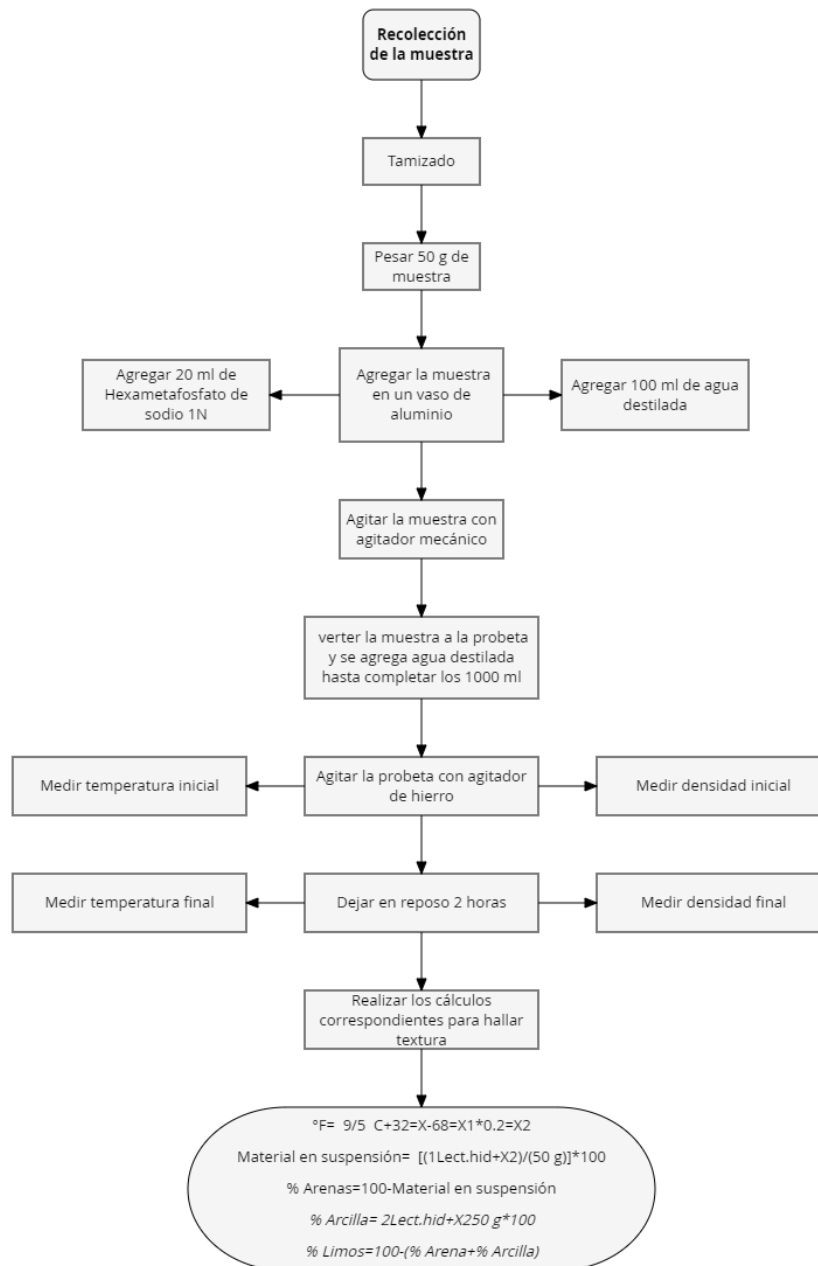 Recolección
de la muestra
Tamizado
Pesar 50 g de
muestra
Agregar 20 ml de
Hexametafosfato de
sodio 1N
Agregar la muestra
en un vaso de
aluminio
Agregar 100 ml de agua
destilada
Agitar la muestra con
agitador mecánico
verter la muestra a la probeta
y se agrega agua destilada
hasta completar los 1000 ml
Medir temperatura inicial
Agitar la probeta con agitador
de hierro
Medir densidad inicial
Medir temperatura final
Dejar en reposo 2 horas
Medir densidad final
Realizar los cálculos
correspondientes para hallar
textura
°F= 9/5 C+32=X-68=X1*0.2=X2
Material en suspensión= [(1Lect.hid+X2)/(50 g)]*100
% Arenas=100-Material en suspensión
% Arcilla= 2Lect.hid+X250 g*100
% Limos=100-(% Arena+% Arcilla)